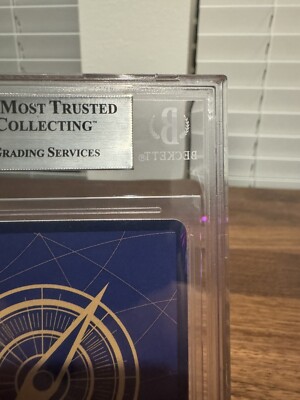 MOST TRUSTED
COLLECTING™
GRADING SERVICES
B
BECKETT®